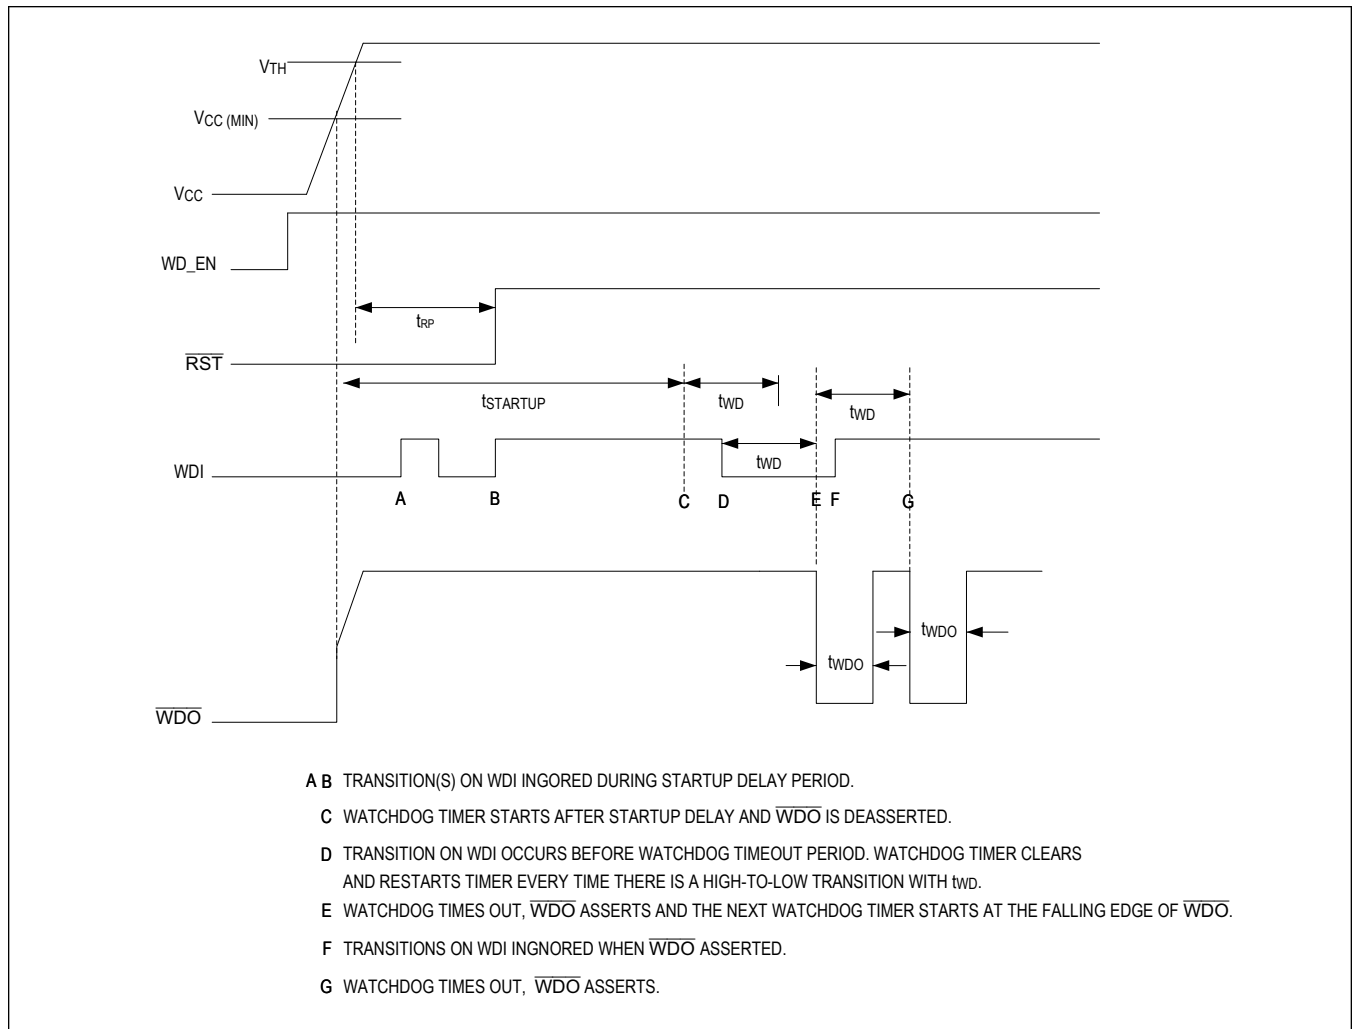 VTH
VCC (MIN)
VCC
WD_EN
tRP
RST
tSTARTUP
tWD
tWD
WDI
tWD
A B C D E F G
tWDO
tWDO
WDO
A B TRANSITION(S) ON WDI INGORED DURING STARTUP DELAY PERIOD.
C WATCHDOG TIMER STARTS AFTER STARTUP DELAY AND WDO IS DEASSERTED.
D TRANSITION ON WDI OCCURS BEFORE WATCHDOG TIMEOUT PERIOD. WATCHDOG TIMER CLEARS
AND RESTARTS TIMER EVERY TIME THERE IS A HIGH-TO-LOW TRANSITION WITH tWD.
E WATCHDOG TIMES OUT, WDO ASSERTS AND THE NEXT WATCHDOG TIMER STARTS AT THE FALLING EDGE OF WDO.
F TRANSITIONS ON WDI INGNORED WHEN WDO ASSERTED.
G WATCHDOG TIMES OUT, WDO ASSERTS.